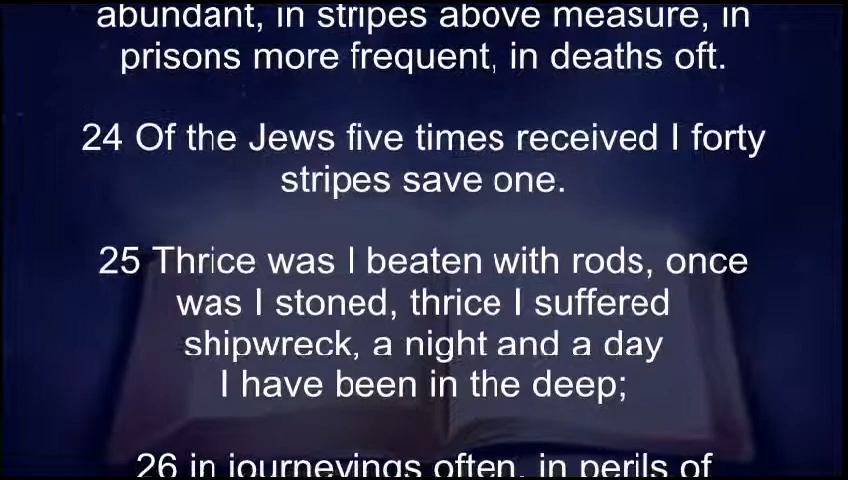 abundant, in stripes above measure, in
prisons more frequent, in deaths oft.
24 Of the Jews five times received I forty
stripes save one.
25 Thrice was I beaten with rods, once
was I stoned, thrice I suffered
shipwreck, a night and a day
I have been in the deep;
26 in journeyings often, in perils of